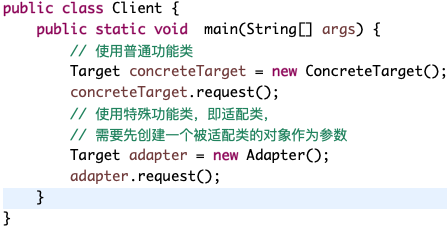 public class Client {
    public static void  main(String[] args) {
        // 使用普通功能类
        Target concreteTarget = new ConcreteTarget();
        concreteTarget.request();
        // 使用特殊功能类，即适配类，
        // 需要先创建一个被适配类的对象作为参数
        Target adapter = new Adapter();
        adapter.request();
    }
}